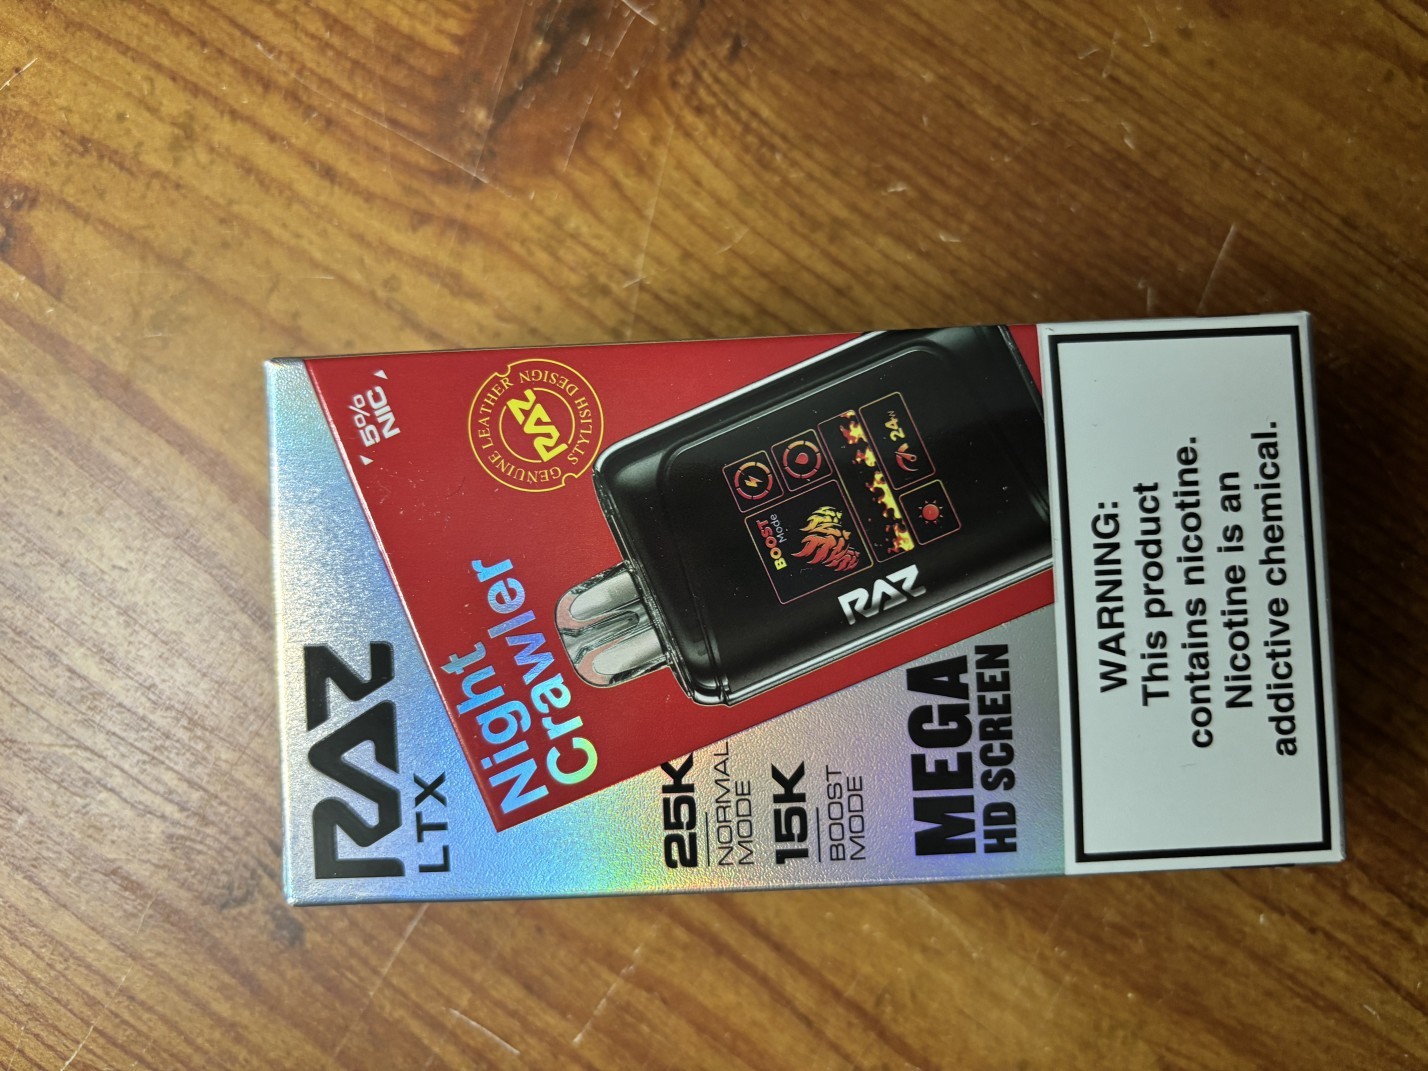 RAZ
LTX
5%
NIC
GENUINE LEATHER STYLISH DESIGN
RAZ
Night
Crawler
BOOST
Mode
24W
RAZ
25K
NORMAL
MODE
15K
BOOST
MODE
MEGA
HD SCREEN
WARNING:
This product
contains nicotine.
Nicotine is an
addictive chemical.